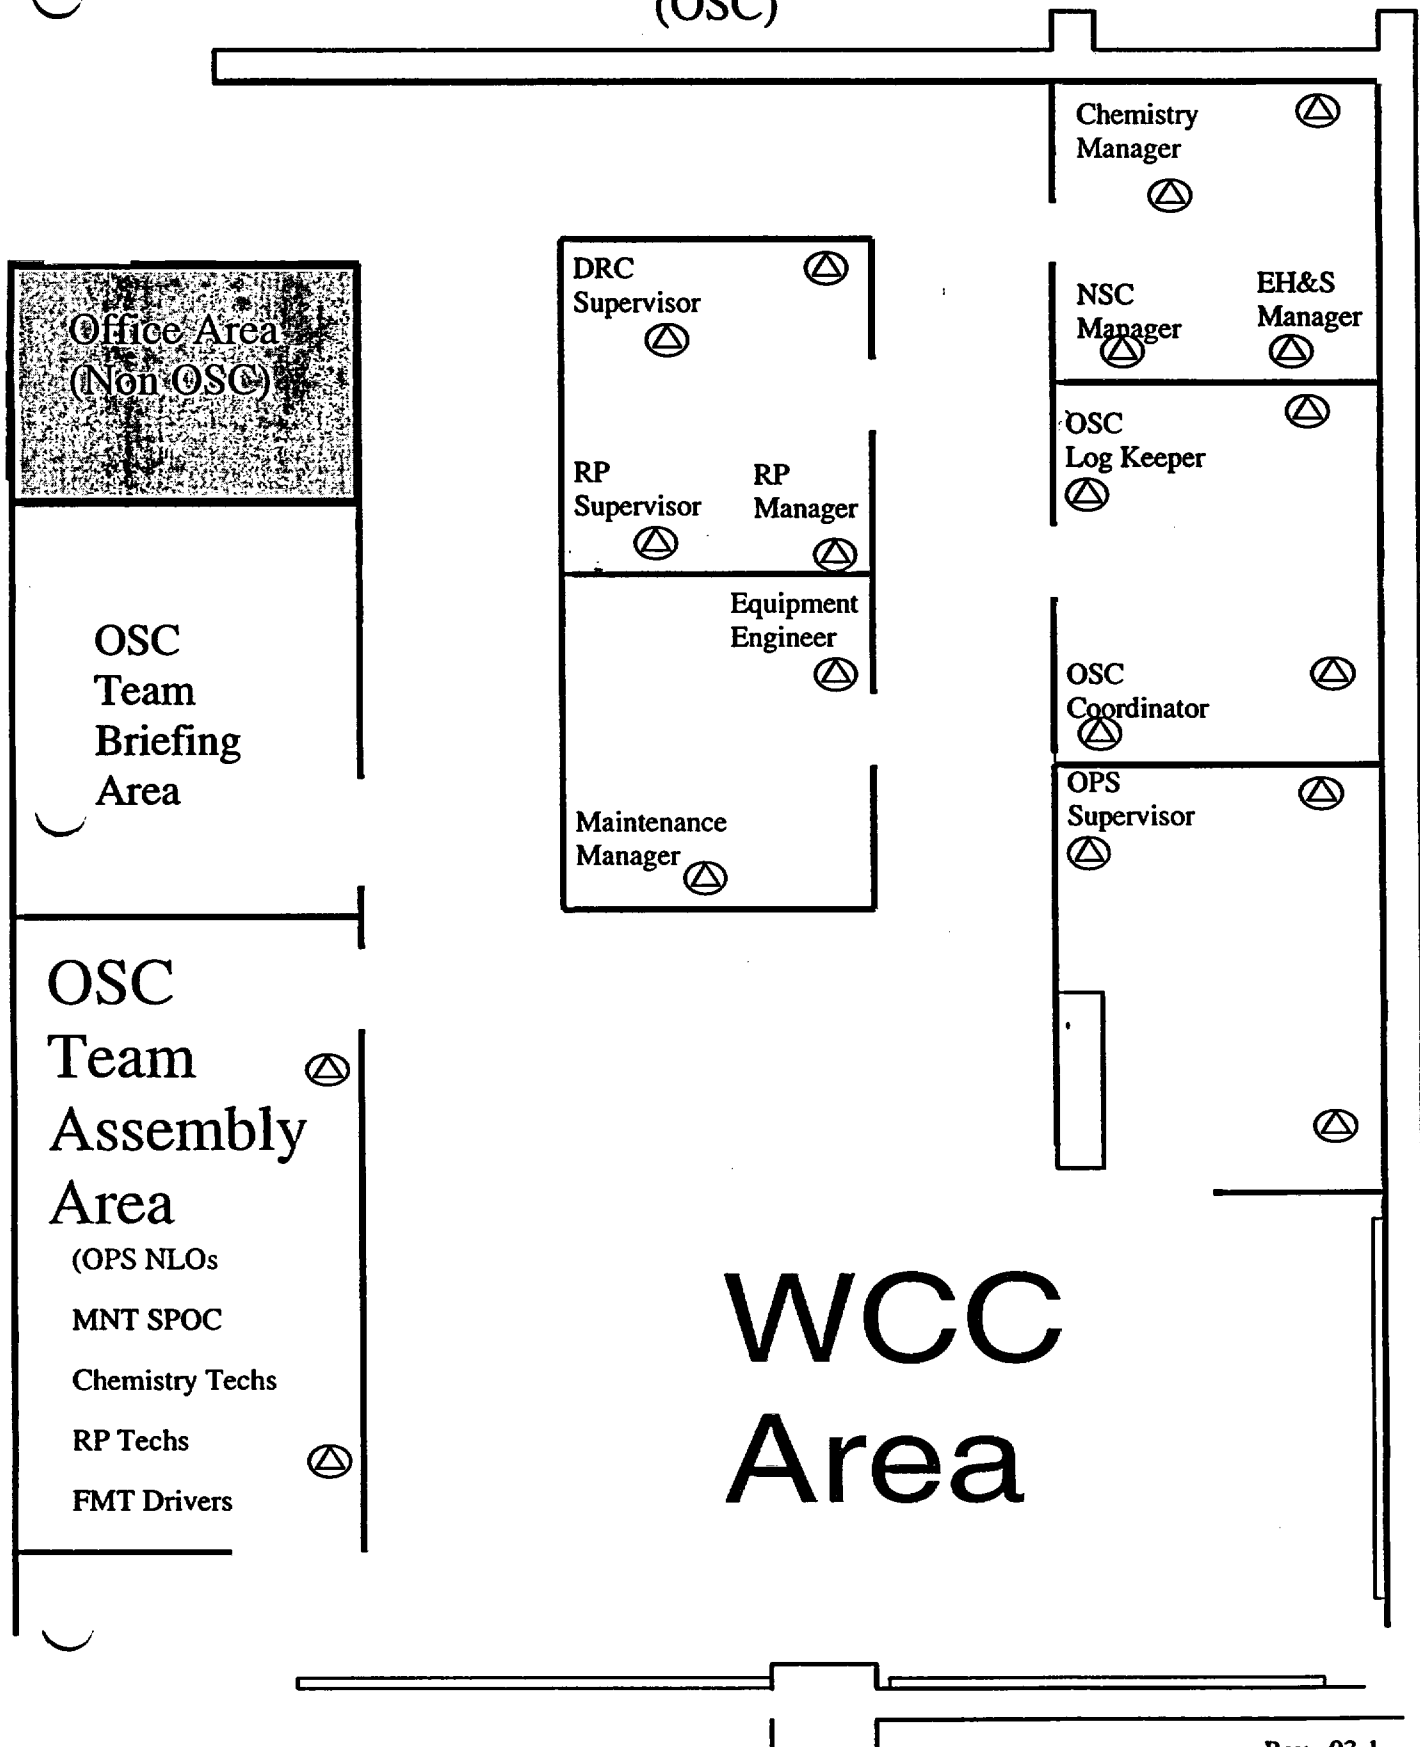 (OSC)
Chemistry
Manager
DRC
Supervisor
NSC
Manager
EH&S
Manager
Office Area
(Non OSC)
OSC
Log Keeper
RP
Supervisor
RP
Manager
Equipment
Engineer
OSC
Team
Briefing
Area
OSC
Coordinator
OPS
Supervisor
Maintenance
Manager
OSC
Team
Assembly
Area
(OPS NLOs
MNT SPOC
Chemistry Techs
RP Techs
FMT Drivers
WCC
Area